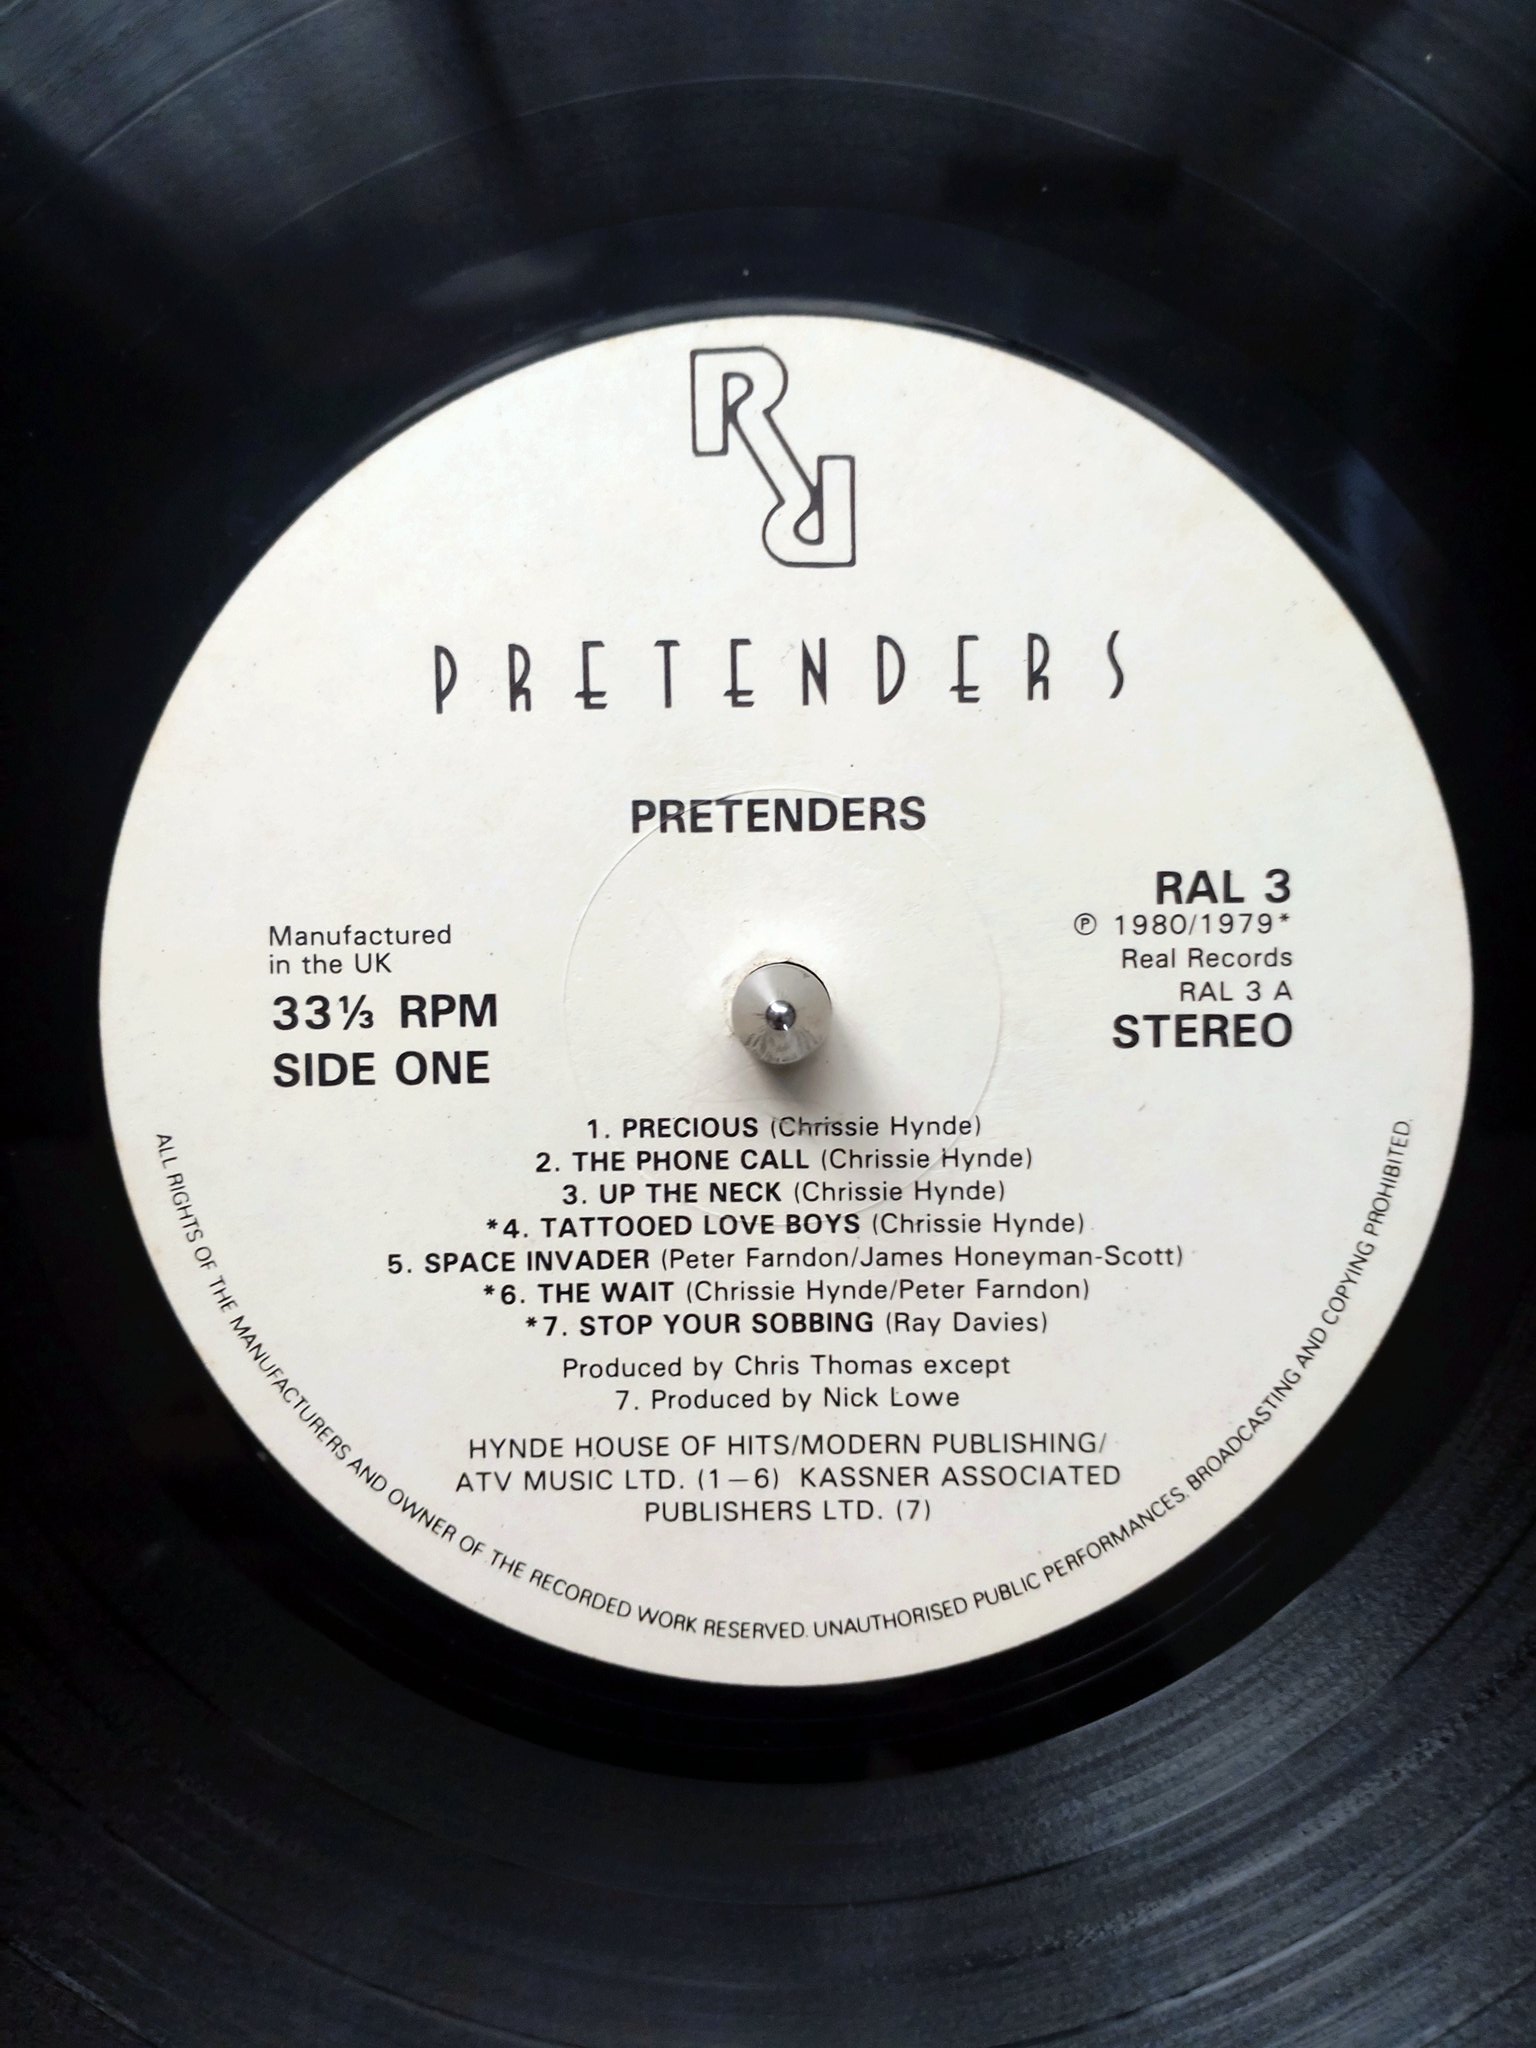 RR
PRETENDERS
PRETENDERS
RAL 3
℗ 1980/1979*
Real Records
RAL 3 A
STEREO
Manufactured
in the UK
33⅓ RPM
SIDE ONE
1. PRECIOUS (Chrissie Hynde)
2. THE PHONE CALL (Chrissie Hynde)
3. UP THE NECK (Chrissie Hynde)
*4. TATTOOED LOVE BOYS (Chrissie Hynde)
5. SPACE INVADER (Peter Farndon/James Honeyman-Scott)
*6. THE WAIT (Chrissie Hynde/Peter Farndon)
*7. STOP YOUR SOBBING (Ray Davies)
Produced by Chris Thomas except
7. Produced by Nick Lowe
HYNDE HOUSE OF HITS/MODERN PUBLISHING/
ATV MUSIC LTD. (1–6) KASSNER ASSOCIATED
PUBLISHERS LTD. (7)
ALL RIGHTS OF THE MANUFACTURERS AND OWNER OF THE RECORDED WORK RESERVED. UNAUTHORISED PUBLIC PERFORMANCES. BROADCASTING AND COPYING PROHIBITED.